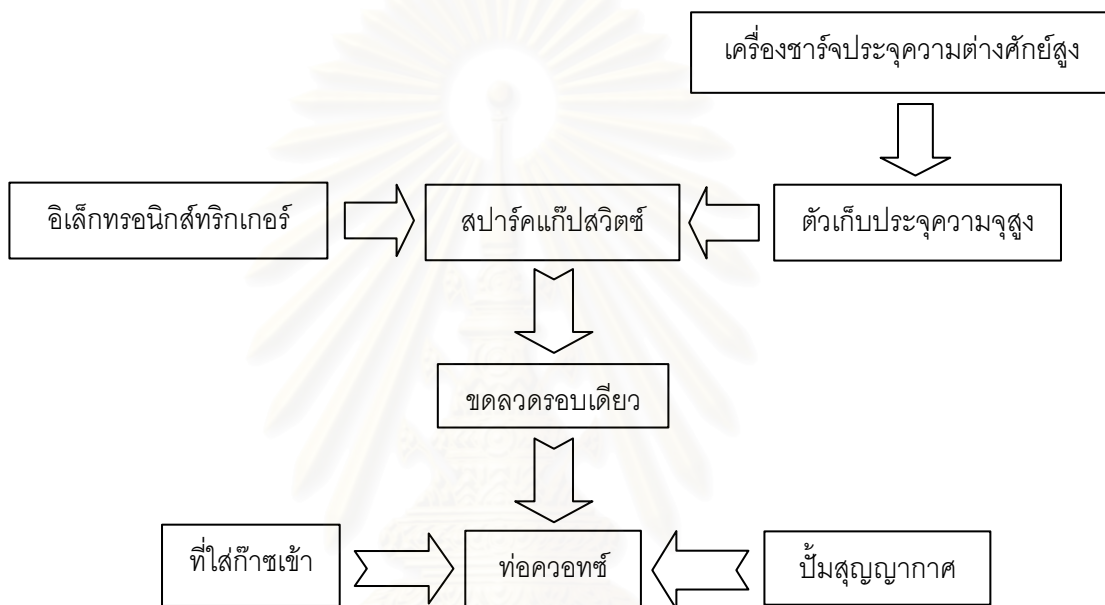 เครื่องชาร์จประจุความต่างศักย์สูง
อิเล็กทรอนิกส์ทริกเกอร์
สปาร์คแก๊ปสวิตซ์
ตัวเก็บประจุความจุสูง
ขดลวดรอบเดียว
ที่ใส่ก๊าซเข้า
ท่อควอทซ์
ปั้มสุญญากาศ